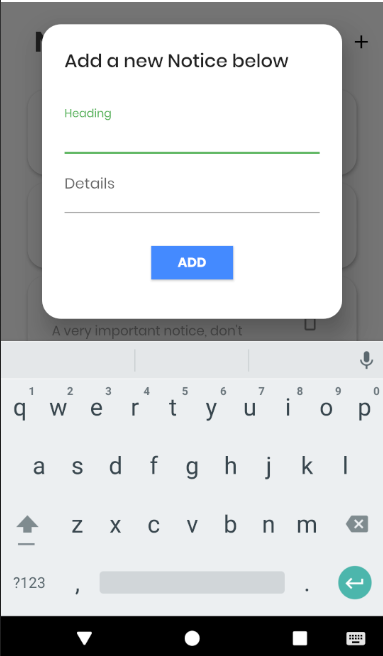 N
Add a new Notice below
Heading
Details
ADD
A very important notice, don't
1 2 3 4 5 6 7 8 9 0
q w e r t y u i o p
a s d f g h j k l
z x c v b n m
?123 , .